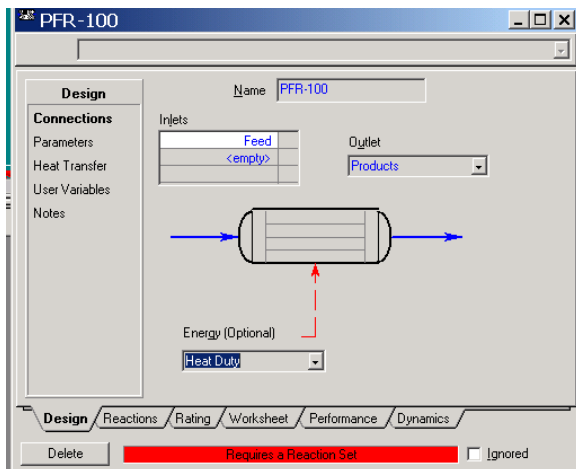 PFR-100
Design
Connections
Parameters
Heat Transfer
User Variables
Notes
Name PFR-100
Inlets
Feed
<empty>
Outlet
Products
Energy (Optional)
Heat Duty
Design Reactions Rating Worksheet Performance Dynamics
Delete Requires a Reaction Set Ignored